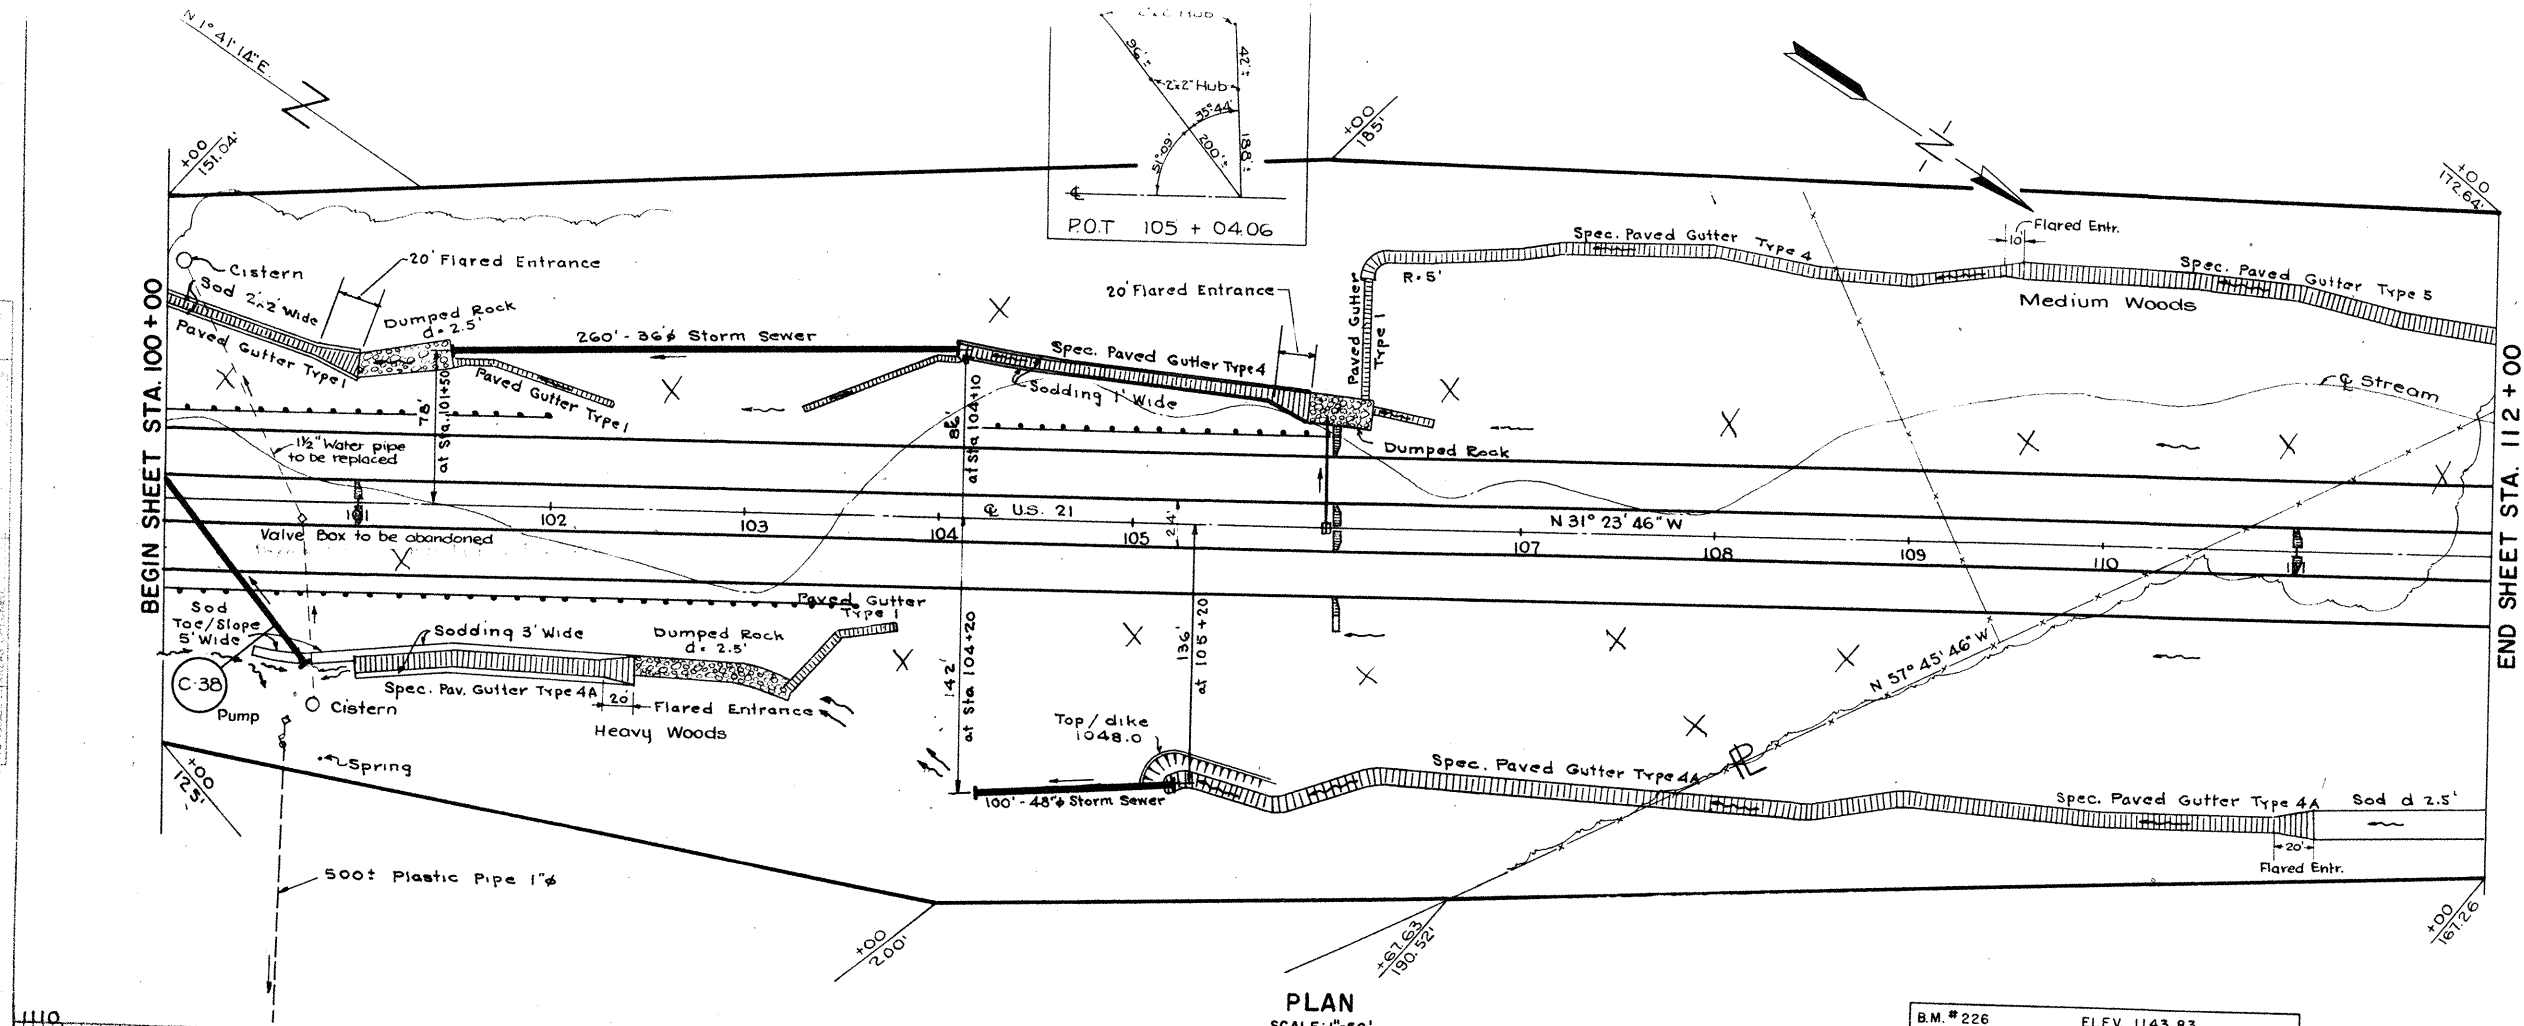 N 1° 41' 14" E.
N
+00
151.04'
2"x2" Hub
96'±
42'±
2"x2" Hub
35°44'
51°09'
200'±
188'±
℄
P.O.T 105 + 04.06
+00
185'
N
+00
172.64'
Cistern
20' Flared Entrance
Sod 2'x2' Wide
Paved Gutter Type 1
Dumped Rock
d = 2.5'
260' - 36"φ Storm Sewer
Paved Gutter Type 1
78'
at Sta. 101+50
1½" Water pipe
to be replaced
86'
at Sta 104+10
Spec. Paved Gutter Type 4
Sodding 1' Wide
20' Flared Entrance
Paved Gutter
Type 1
R = 5'
Spec. Paved Gutter Type 4
10'
Flared Entr.
Spec. Paved Gutter Type 5
Medium Woods
Dumped Rock
℄ Stream
BEGIN SHEET STA. 100+00
END SHEET STA. 112+00
101
102
103
104
105
107
108
109
110
111
℄ U.S. 21
24'
N 31° 23' 46" W
Valve Box to be abandoned
Sod
Toe/Slope
5' Wide
C-38
Pump
Sodding 3' Wide
Dumped Rock
d = 2.5'
Paved Gutter
Type 1
Spec. Pav. Gutter Type 4A
20'
Flared Entrance
Cistern
Heavy Woods
Spring
142'
at Sta 104+20
136'
at 105+20
Top/dike
1048.0
100' - 48"φ Storm Sewer
Spec. Paved Gutter Type 4A
N 57° 45' 46" W
PL
Spec. Paved Gutter Type 4A
Sod d 2.5'
20'
Flared Entr.
+00
125'
500± Plastic Pipe 1"φ
+00
200'
+67.63
190.52'
+00
167.26
PLAN
SCALE: 1"=50'
1110
B.M. #226 ELEV. 1143.83